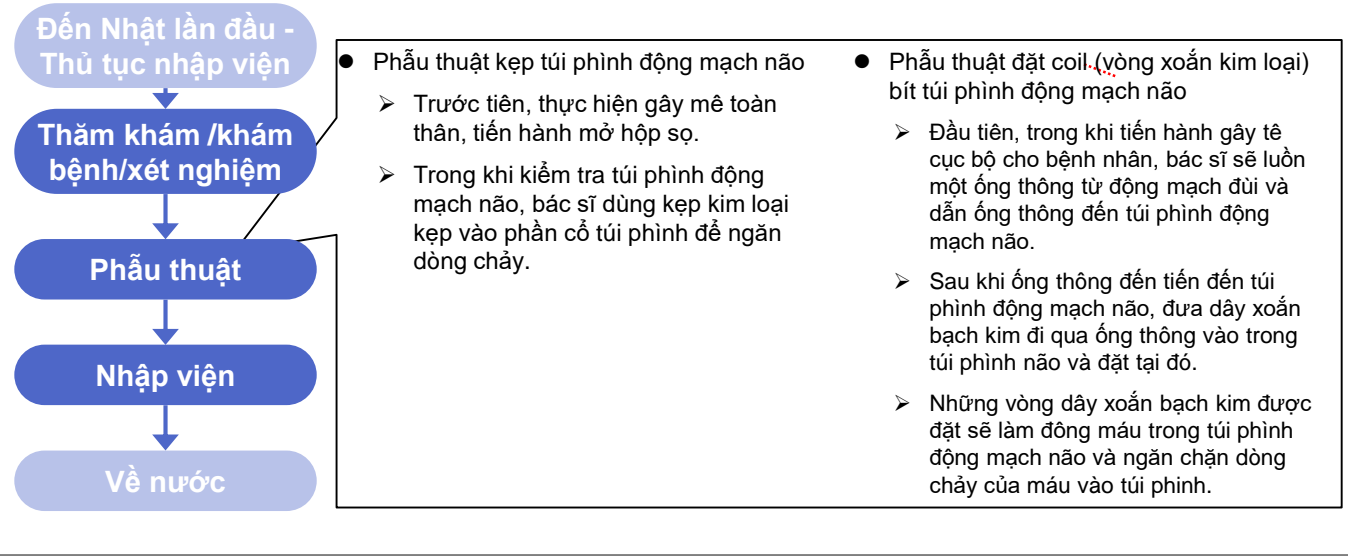 Đến Nhật lần đầu -
Thủ tục nhập viện
Thăm khám /khám
bệnh/xét nghiệm
Phẫu thuật
Nhập viện
Về nước
● Phẫu thuật kẹp túi phình động mạch não
➢ Trước tiên, thực hiện gây mê toàn
thân, tiến hành mở hộp sọ.
➢ Trong khi kiểm tra túi phình động
mạch não, bác sĩ dùng kẹp kim loại
kẹp vào phần cổ túi phình để ngăn
dòng chảy.
● Phẫu thuật đặt coil (vòng xoắn kim loại)
bít túi phình động mạch não
➢ Đầu tiên, trong khi tiến hành gây tê
cục bộ cho bệnh nhân, bác sĩ sẽ luồn
một ống thông từ động mạch đùi và
dẫn ống thông đến túi phình động
mạch não.
➢ Sau khi ống thông đến tiến đến túi
phình động mạch não, đưa dây xoắn
bạch kim đi qua ống thông vào trong
túi phình não và đặt tại đó.
➢ Những vòng dây xoắn bạch kim được
đặt sẽ làm đông máu trong túi phình
động mạch não và ngăn chặn dòng
chảy của máu vào túi phinh.